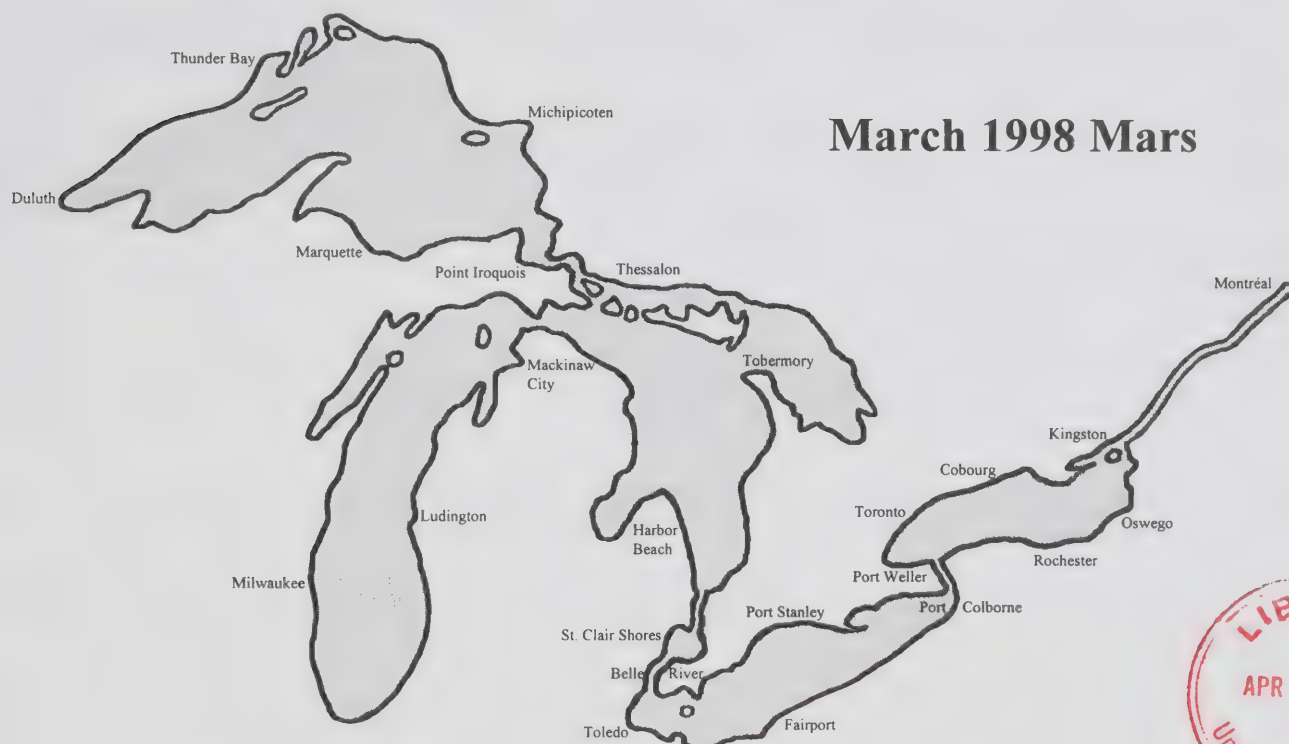 Thunder Bay
Michipicoten
March 1998 Mars
Duluth
Marquette
Point Iroquois
Thessalon
Montréal
Mackinaw
City
Tobermory
Kingston
Cobourg
Ludington
Toronto
Oswego
Harbor
Beach
Rochester
Milwaukee
Port Weller
Port Stanley
Port Colborne
St. Clair Shores
Belle River
Toledo
Fairport
APR